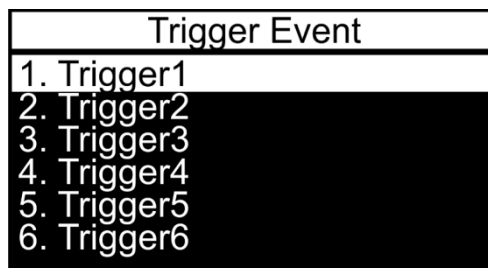 Trigger Event
1. Trigger1
2. Trigger2
3. Trigger3
4. Trigger4
5. Trigger5
6. Trigger6